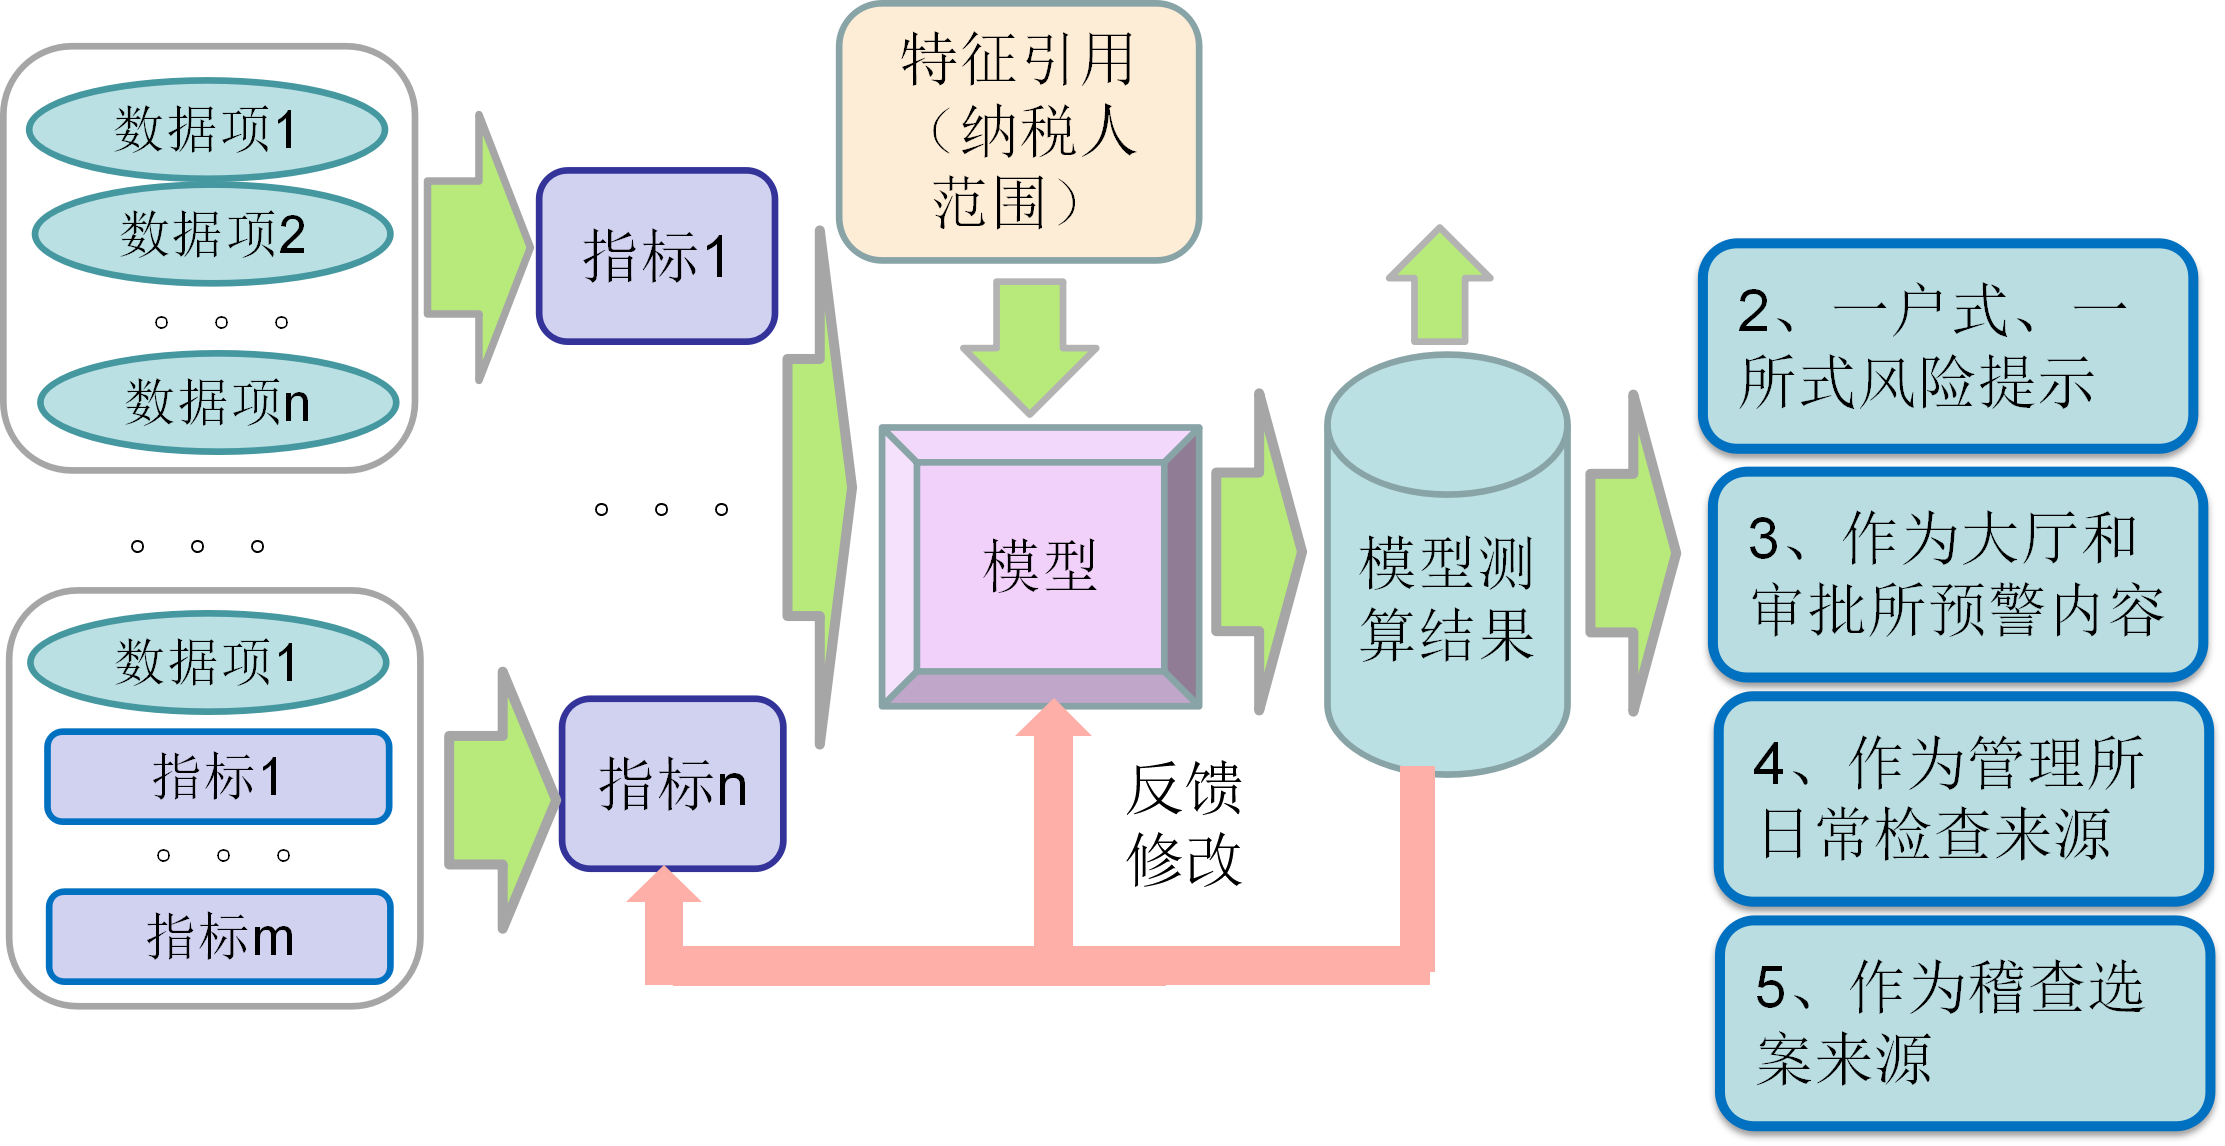 数据项1
数据项2
。。。
数据项n
。。。
数据项1
指标1
。。。
指标m
指标1
。。。
指标n
特征引用
（纳税人
范围）
模型
反馈
修改
模型测
算结果
2、一户式、一
所式风险提示
3、作为大厅和
审批所预警内容
4、作为管理所
日常检查来源
5、作为稽查选
案来源